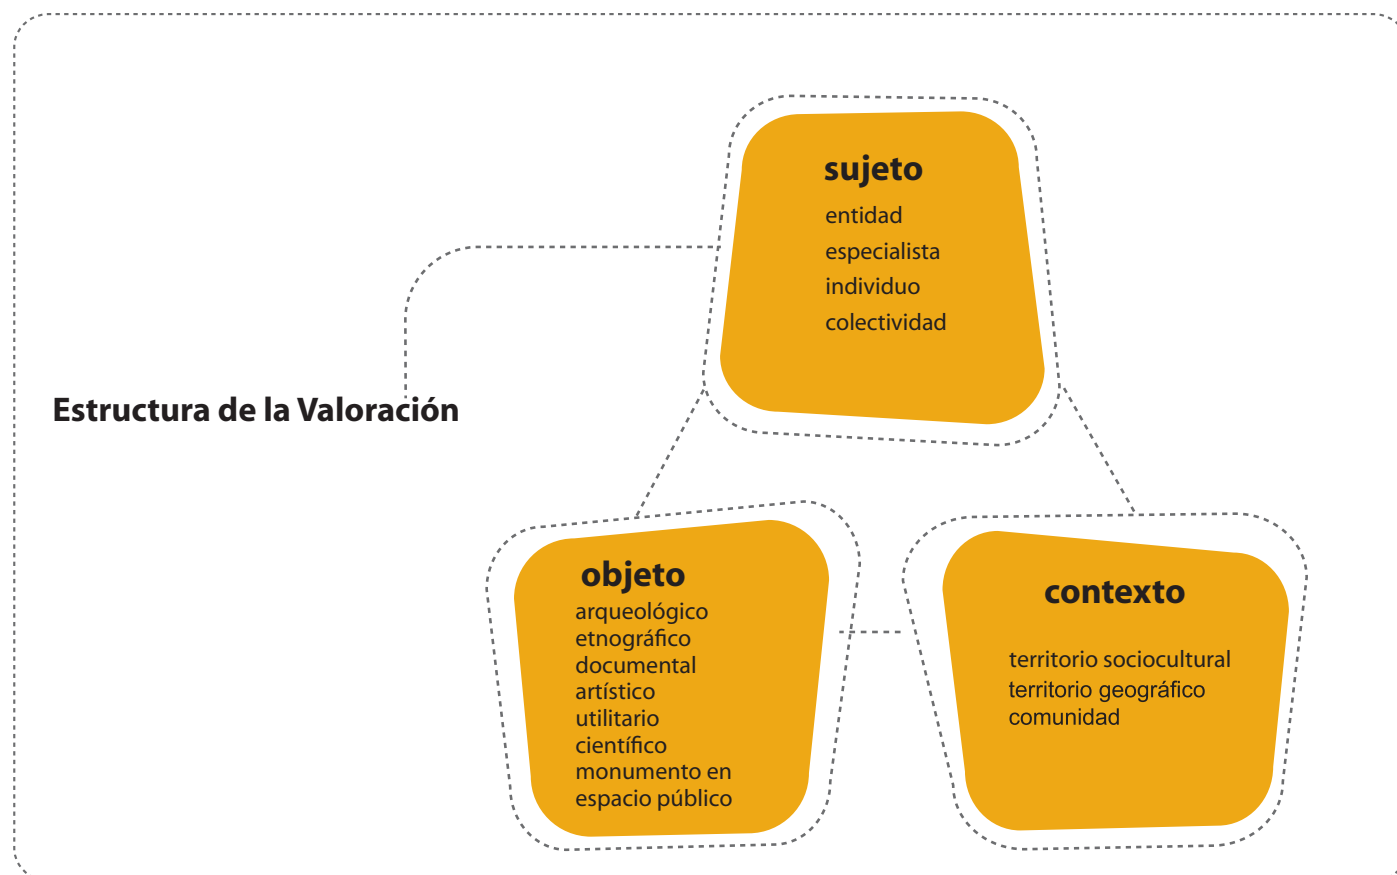 Estructura de la Valoración
sujeto
entidad
especialista
individuo
colectividad
objeto
arqueológico
etnográfico
documental
artístico
utilitario
científico
monumento en
espacio público
contexto
territorio sociocultural
territorio geográfico
comunidad